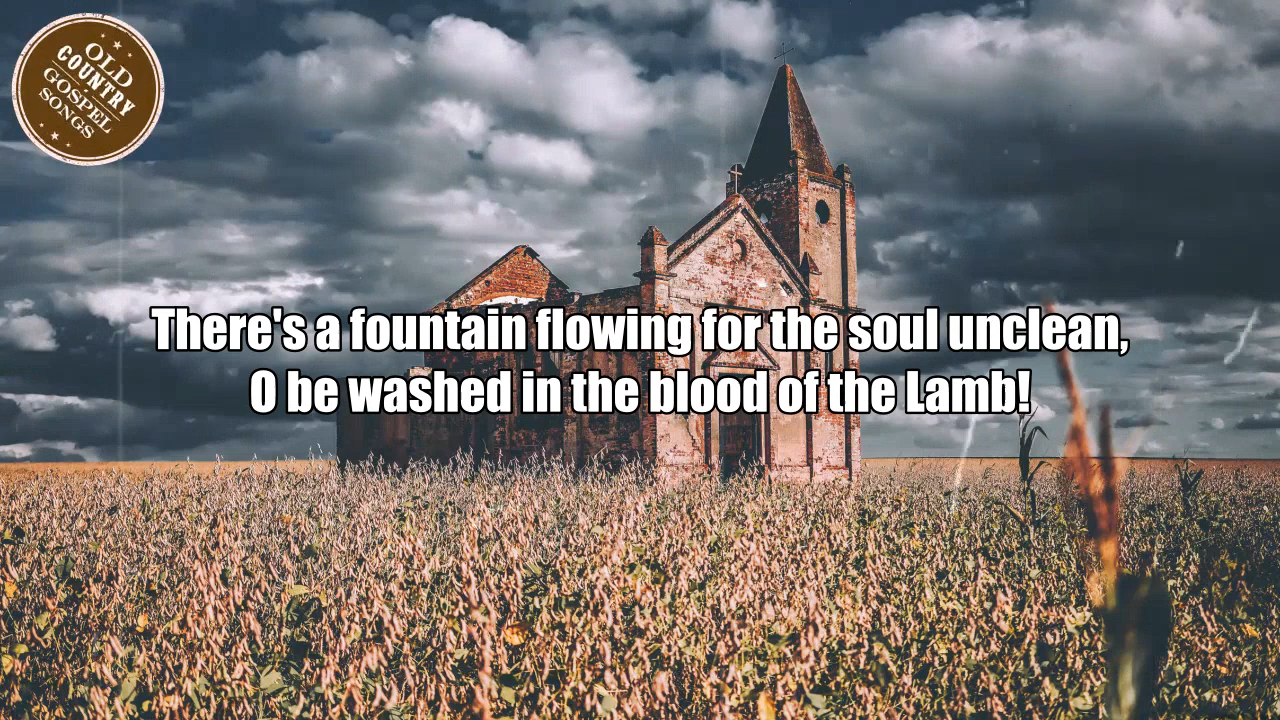 OLD
COUNTRY
GOSPEL
SONGS
There's a fountain flowing for the soul unclean,
O be washed in the blood of the Lamb!